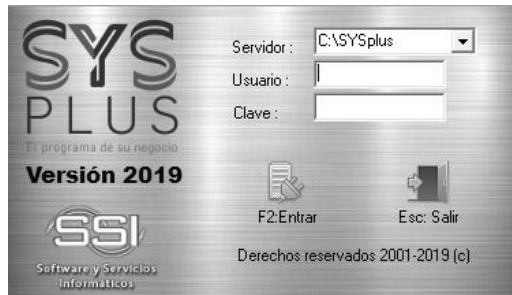 SYS
PLUS
El programa de su negocio
Versión 2019
SSI
Software y Servicios
Informáticos
Servidor :
C:\SYSplus
Usuario :
Clave :
F2:Entrar
Esc: Salir
Derechos reservados 2001-2019 (c)